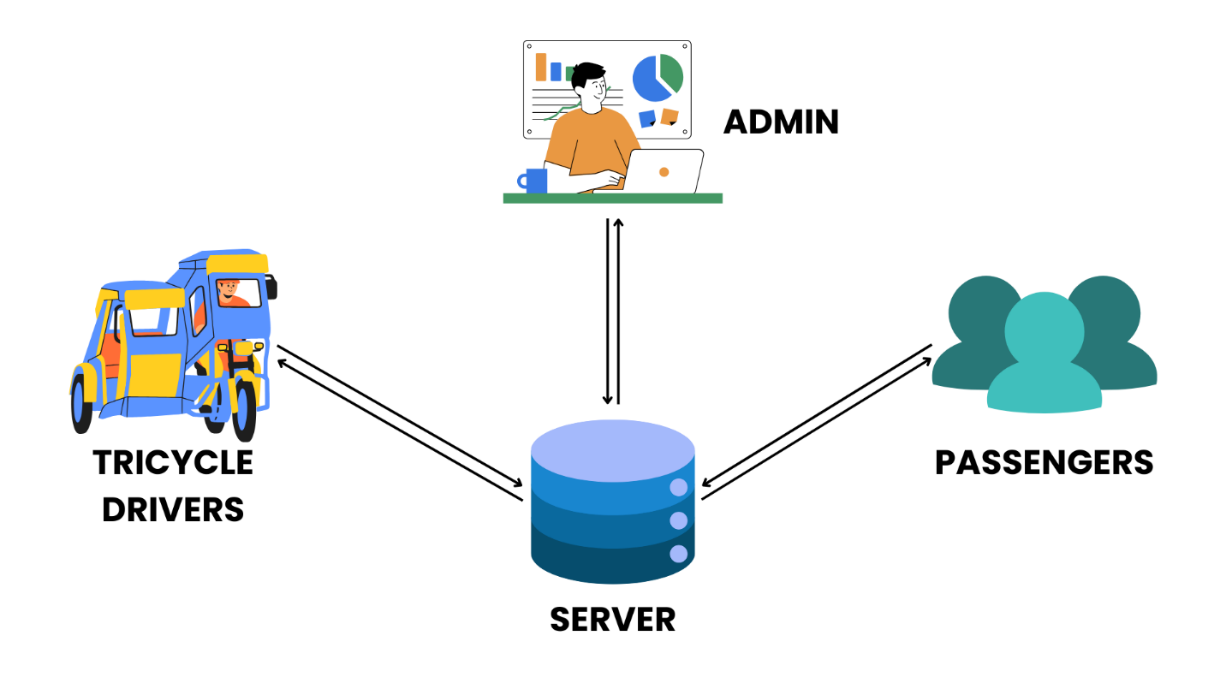 ADMIN
TRICYCLE
DRIVERS
PASSENGERS
SERVER